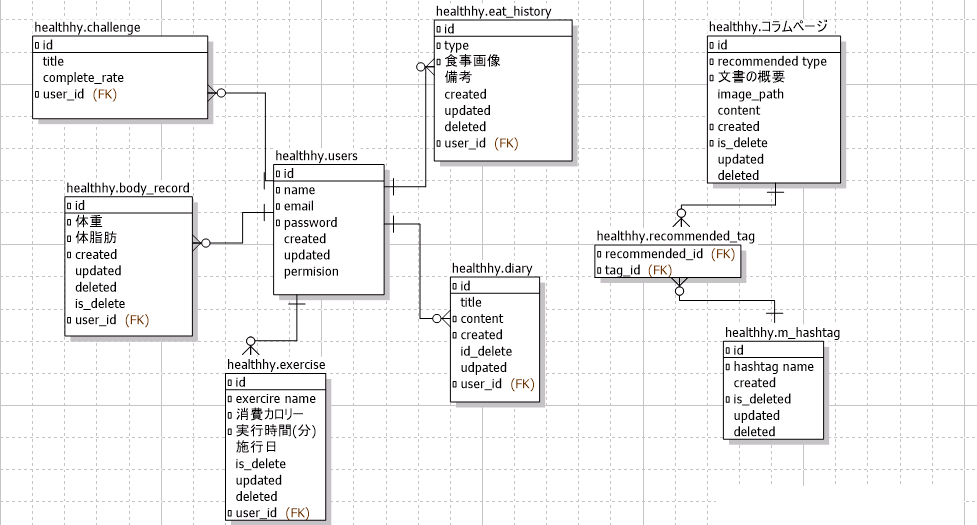 healthhy.challenge
id
title
complete_rate
user_id (FK)
healthhy.eat_history
id
type
食事画像
備考
created
updated
deleted
user_id (FK)
healthhy.コラムページ
id
recommended type
文書の概要
image_path
content
created
is_delete
updated
deleted
healthhy.users
id
name
email
password
created
updated
permision
healthhy.body_record
id
体重
体脂肪
created
updated
deleted
is_delete
user_id (FK)
healthhy.recommended_tag
recommended_id (FK)
tag_id (FK)
healthhy.diary
id
title
content
created
id_delete
udpated
user_id (FK)
healthhy.m_hashtag
id
hashtag name
created
is_deleted
updated
deleted
healthhy.exercise
id
exercire name
消費カロリー
実行時間(分)
施行日
is_delete
updated
deleted
user_id (FK)